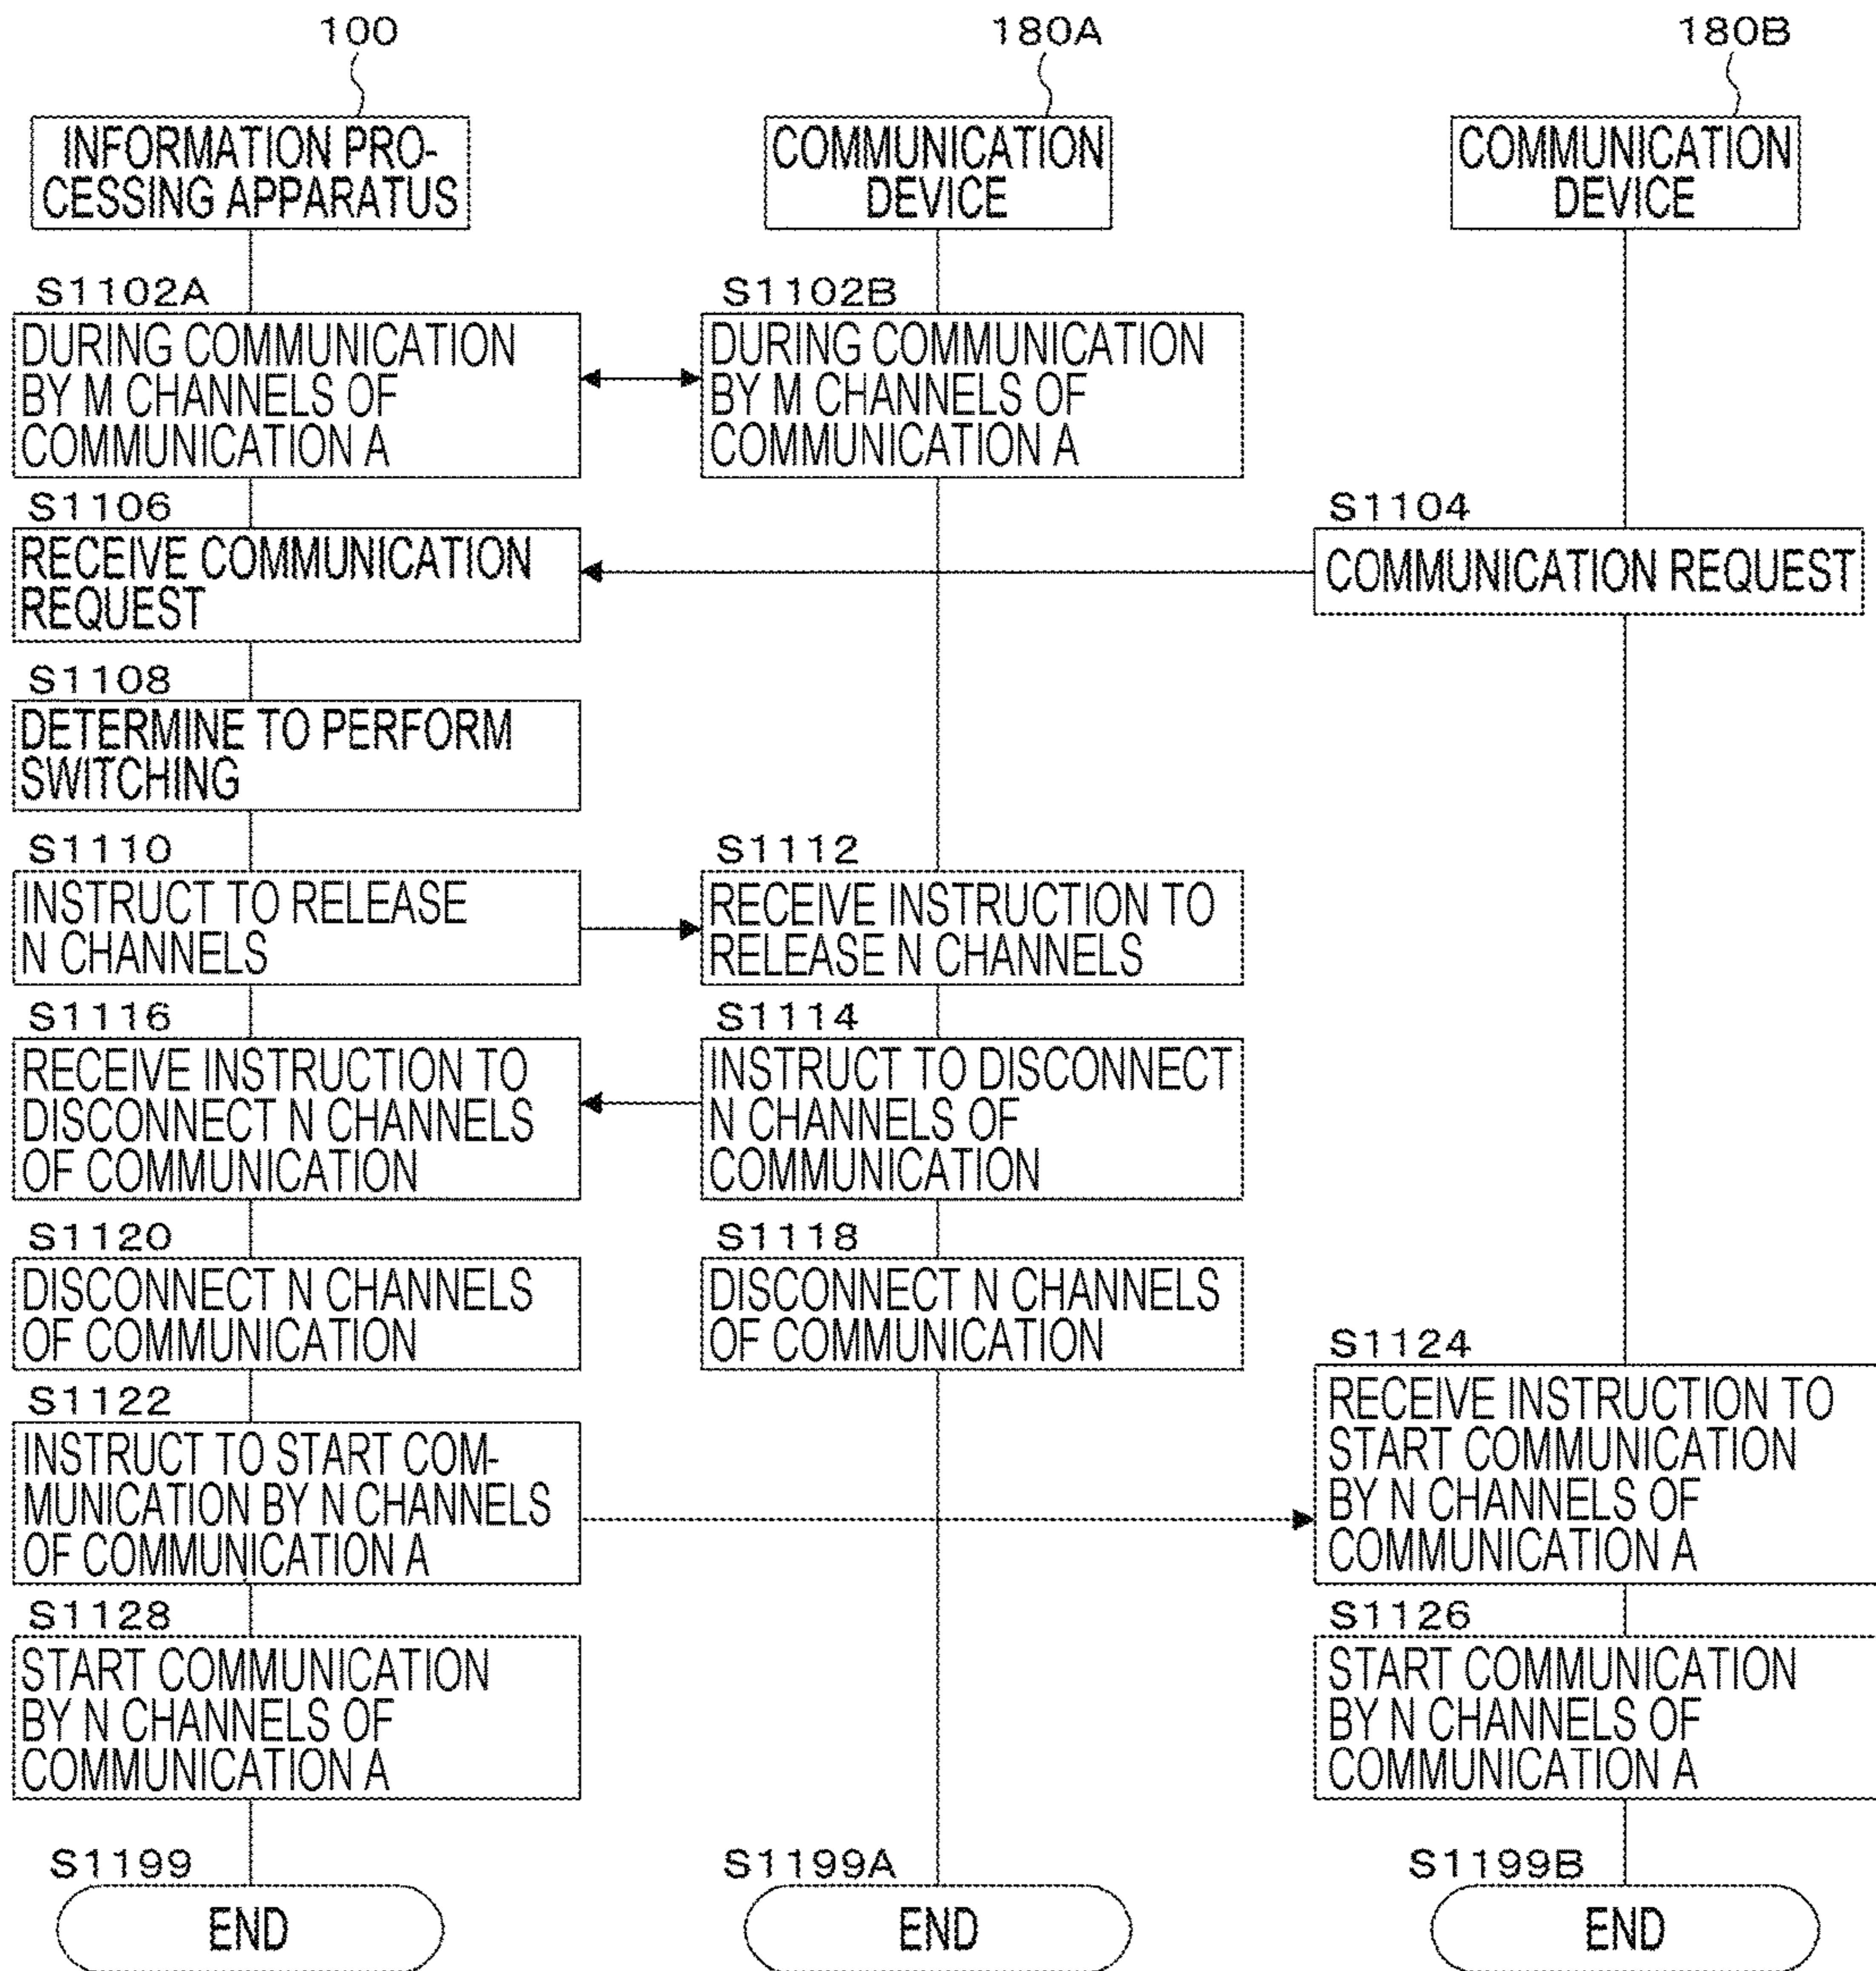 100
180A
180B
INFORMATION PRO-
CESSING APPARATUS
COMMUNICATION
DEVICE
COMMUNICATION
DEVICE
S1102A
DURING COMMUNICATION
BY M CHANNELS OF
COMMUNICATION A
S1102B
DURING COMMUNICATION
BY M CHANNELS OF
COMMUNICATION A
S1106
RECEIVE COMMUNICATION
REQUEST
S1104
COMMUNICATION REQUEST
S1108
DETERMINE TO PERFORM
SWITCHING
S1110
INSTRUCT TO RELEASE
N CHANNELS
S1112
RECEIVE INSTRUCTION TO
RELEASE N CHANNELS
S1116
RECEIVE INSTRUCTION TO
DISCONNECT N CHANNELS
OF COMMUNICATION
S1114
INSTRUCT TO DISCONNECT
N CHANNELS OF
COMMUNICATION
S1120
DISCONNECT N CHANNELS
OF COMMUNICATION
S1118
DISCONNECT N CHANNELS
OF COMMUNICATION
S1122
INSTRUCT TO START COM-
MUNICATION BY N CHANNELS
OF COMMUNICATION A
S1124
RECEIVE INSTRUCTION TO
START COMMUNICATION
BY N CHANNELS OF
COMMUNICATION A
S1128
START COMMUNICATION
BY N CHANNELS OF
COMMUNICATION A
S1126
START COMMUNICATION
BY N CHANNELS OF
COMMUNICATION A
S1199
END
S1199A
END
S1199B
END